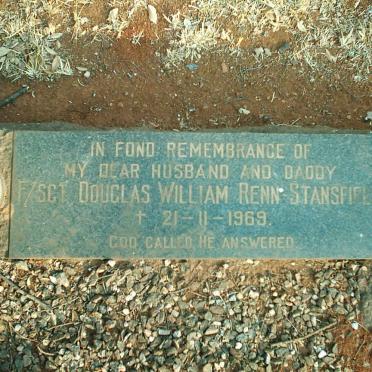 IN FOND REMEMBRANCE OF
MY DEAR HUSBAND AND DADDY
F/SGT DOUGLAS WILLIAM RENN-STANSFIEL
† 21-11-1969.
GOD CALLED HE ANSWERED